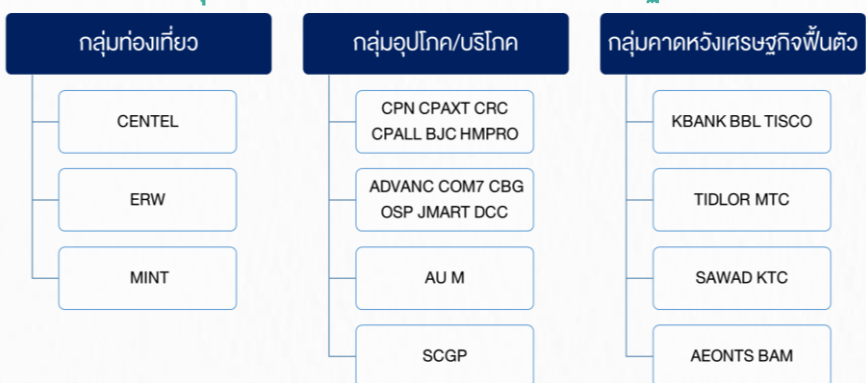 กลุ่มท่องเที่ยว
CENTEL
ERW
MINT
กลุ่มอุปโภค/บริโภค
CPN CPAXT CRC
CPALL BJC HMPRO
ADVANC COM7 CBG
OSP JMART DCC
AU M
SCGP
กลุ่มคาดหวังเศรษฐกิจฟื้นตัว
KBANK BBL TISCO
TIDLOR MTC
SAWAD KTC
AEONTS BAM